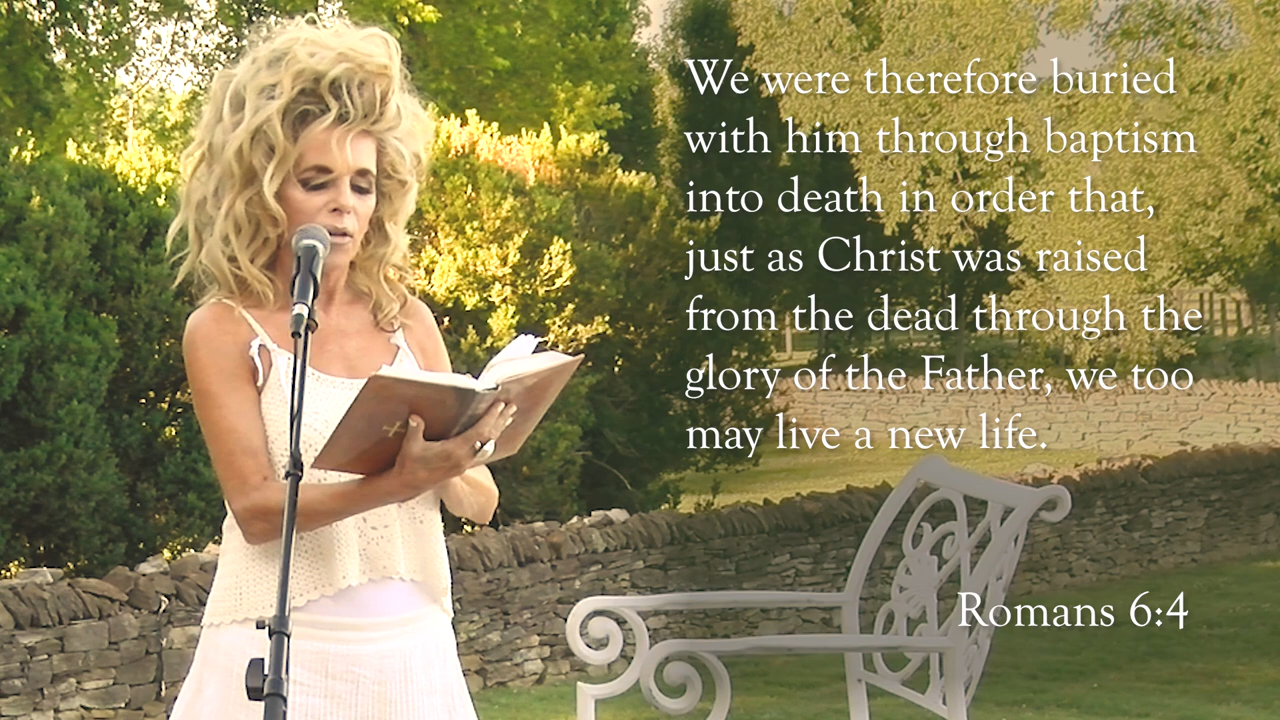 We were therefore buried
with him through baptism
into death in order that,
just as Christ was raised
from the dead through the
glory of the Father, we too
may live a new life.
Romans 6:4